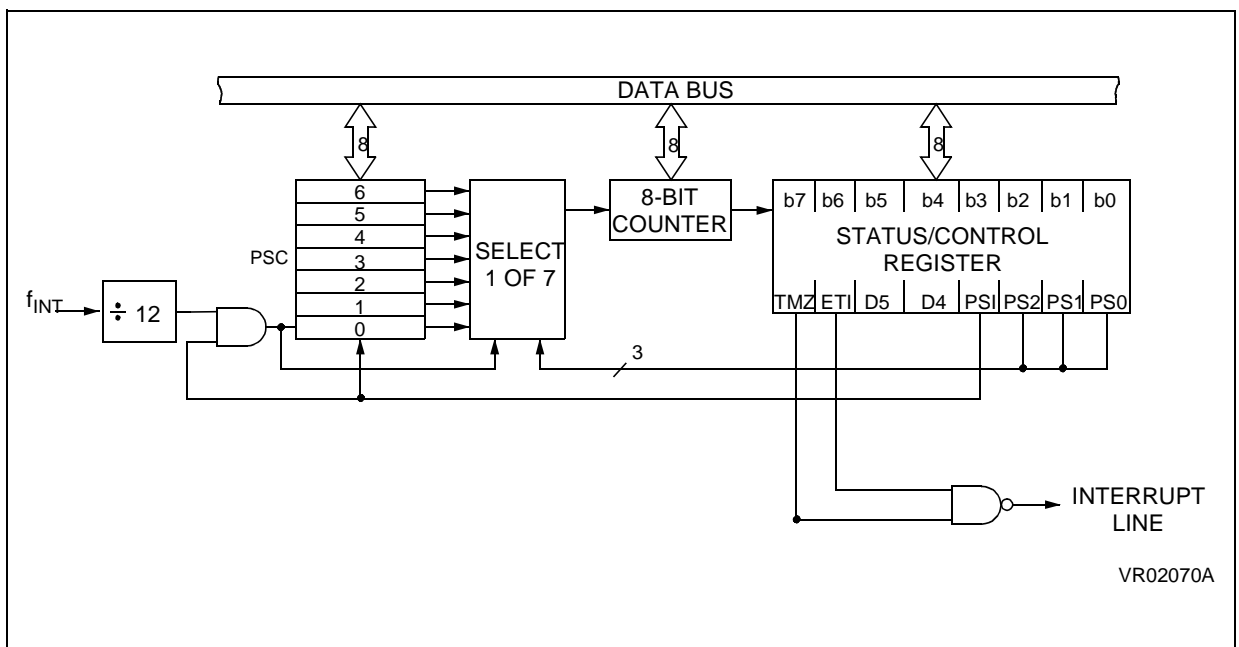 DATA BUS
8
8
8
6
5
4
3
2
1
0
PSC
SELECT
1 OF 7
8-BIT
COUNTER
b7 b6 b5 b4 b3 b2 b1 b0
STATUS/CONTROL
REGISTER
TMZ ETI D5 D4 PSI PS2 PS1 PS0
fINT
÷ 12
3
INTERRUPT
LINE
VR02070A